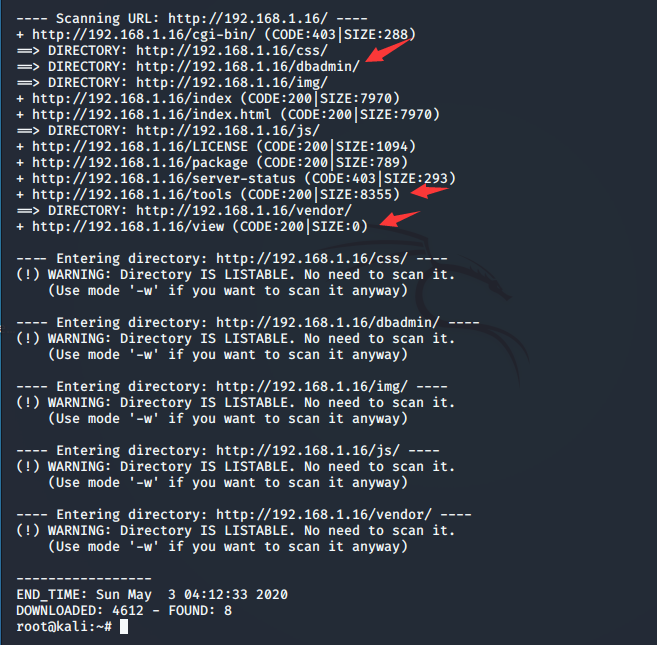 ---- Scanning URL: http://192.168.1.16/ ----
+ http://192.168.1.16/cgi-bin/ (CODE:403|SIZE:288)
==> DIRECTORY: http://192.168.1.16/css/
==> DIRECTORY: http://192.168.1.16/dbadmin/
==> DIRECTORY: http://192.168.1.16/img/
+ http://192.168.1.16/index (CODE:200|SIZE:7970)
+ http://192.168.1.16/index.html (CODE:200|SIZE:7970)
==> DIRECTORY: http://192.168.1.16/js/
+ http://192.168.1.16/LICENSE (CODE:200|SIZE:1094)
+ http://192.168.1.16/package (CODE:200|SIZE:789)
+ http://192.168.1.16/server-status (CODE:403|SIZE:293)
+ http://192.168.1.16/tools (CODE:200|SIZE:8355)
==> DIRECTORY: http://192.168.1.16/vendor/
+ http://192.168.1.16/view (CODE:200|SIZE:0)
---- Entering directory: http://192.168.1.16/css/ ----
(!) WARNING: Directory IS LISTABLE. No need to scan it.
(Use mode '-w' if you want to scan it anyway)
---- Entering directory: http://192.168.1.16/dbadmin/ ----
(!) WARNING: Directory IS LISTABLE. No need to scan it.
(Use mode '-w' if you want to scan it anyway)
---- Entering directory: http://192.168.1.16/img/ ----
(!) WARNING: Directory IS LISTABLE. No need to scan it.
(Use mode '-w' if you want to scan it anyway)
---- Entering directory: http://192.168.1.16/js/ ----
(!) WARNING: Directory IS LISTABLE. No need to scan it.
(Use mode '-w' if you want to scan it anyway)
---- Entering directory: http://192.168.1.16/vendor/ ----
(!) WARNING: Directory IS LISTABLE. No need to scan it.
(Use mode '-w' if you want to scan it anyway)
-----------------
END_TIME: Sun May  3 04:12:33 2020
DOWNLOADED: 4612 - FOUND: 8
root@kali:~#